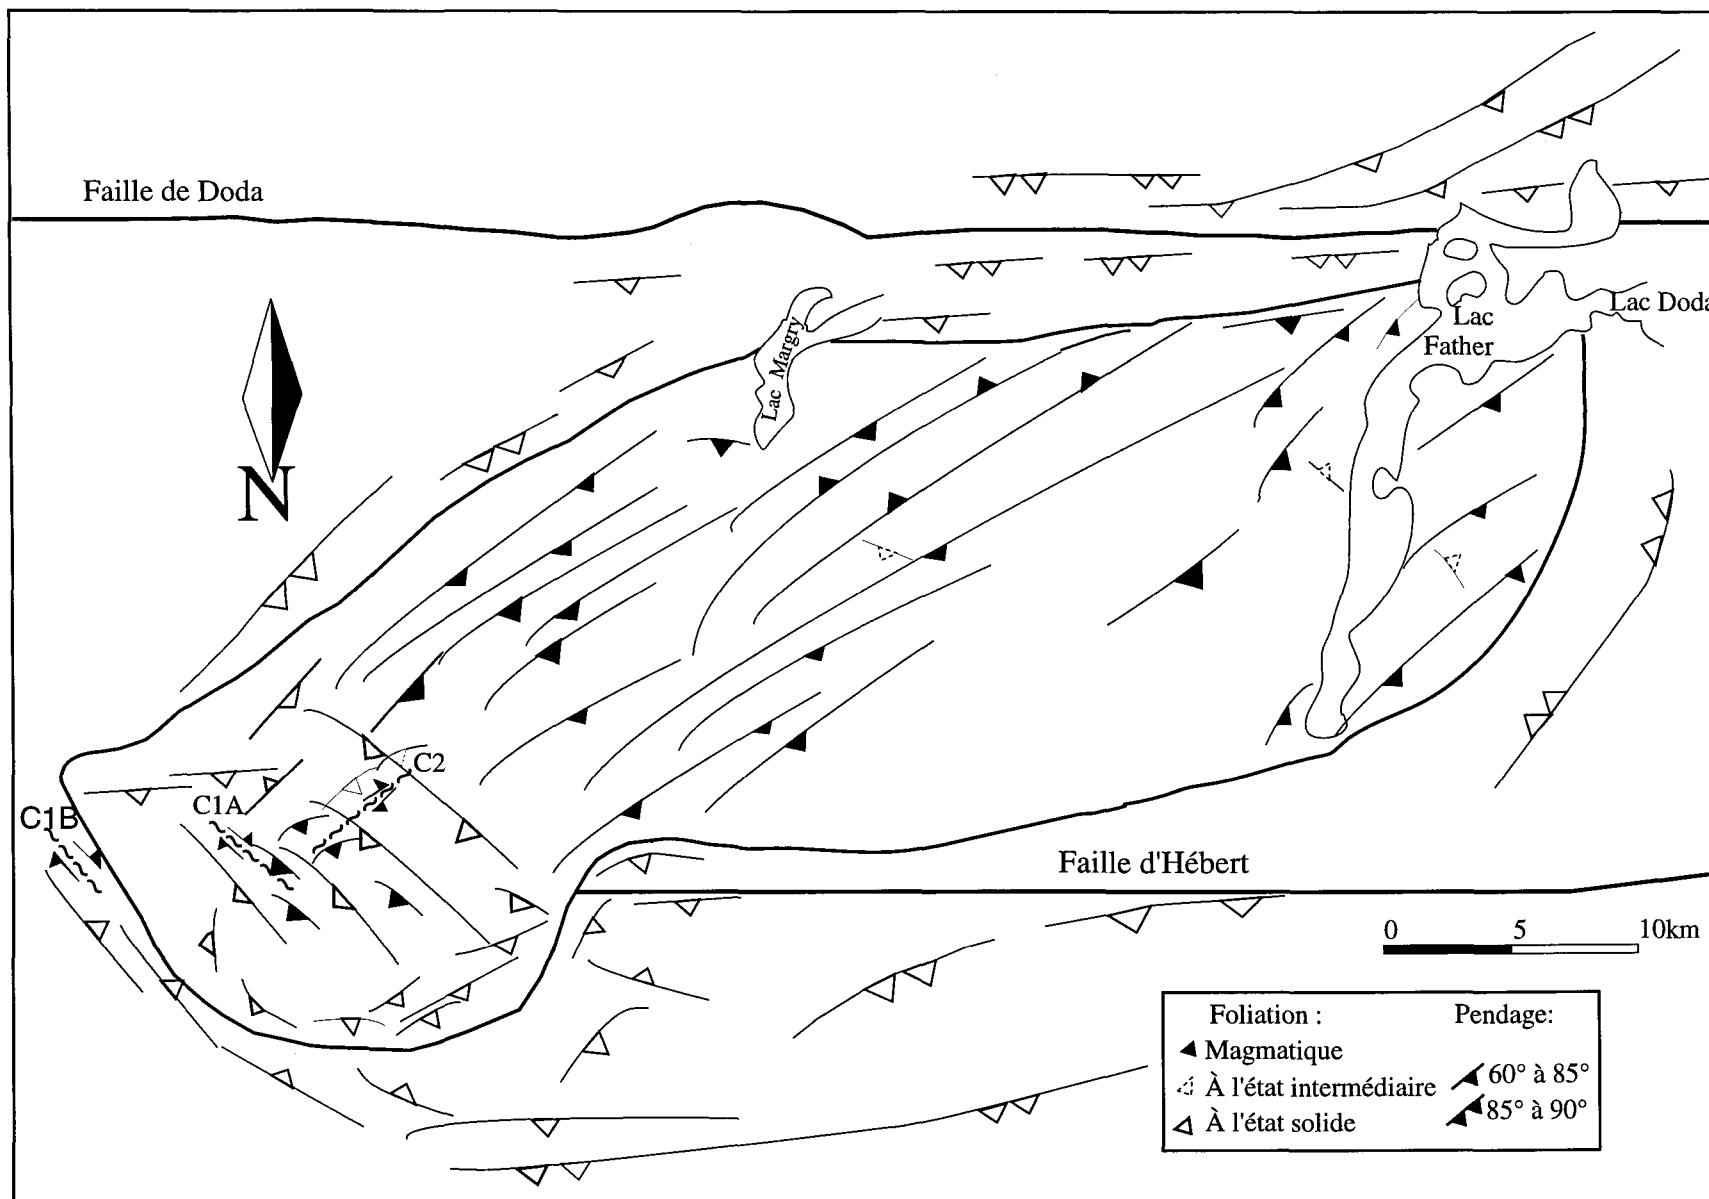 Faille de Doda
N
Lac Margry
Lac
Father
Lac Doda
C2
C1A
C1B
Faille d'Hébert
0 5 10km
Foliation : Pendage:
Magmatique
À l'état intermédiaire 60° à 85°
85° à 90°
À l'état solide